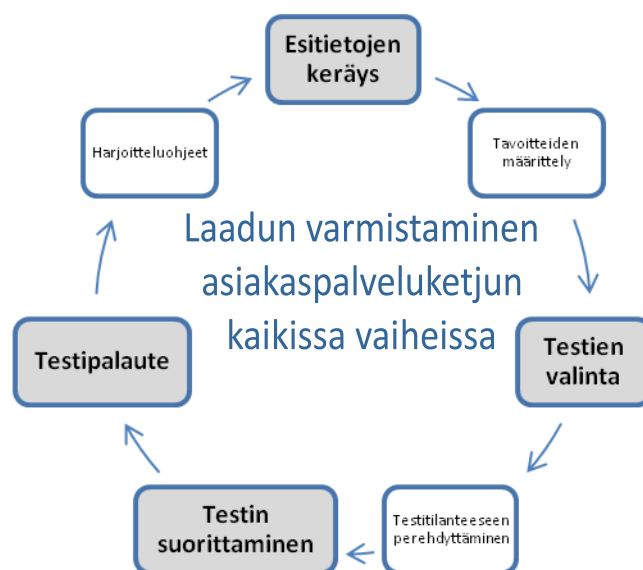 Esitietojen
keräys
Tavoitteiden
määrittely
Testien
valinta
Testitilanteeseen
perehdyttäminen
Testin
suorittaminen
Testipalaute
Harjoitteluohjeet
Laadun varmistaminen
asiakaspalveluketjun
kaikissa vaiheissa